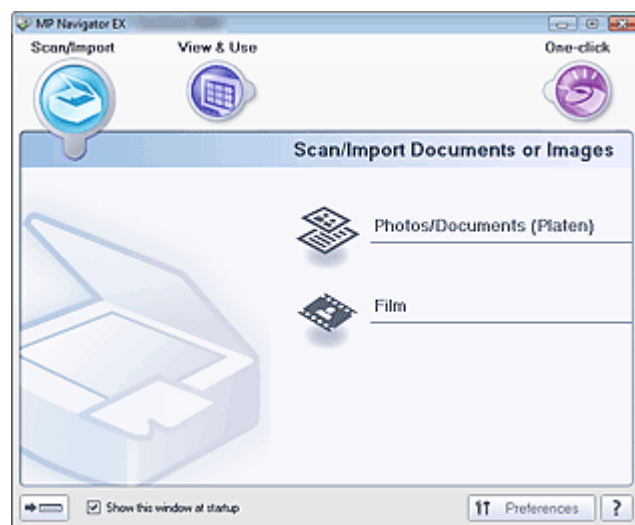 MP Navigator EX
Scan/Import View & Use One-click
Scan/Import Documents or Images
Photos/Documents (Platen)
Film
Show this window at startup
Preferences ?